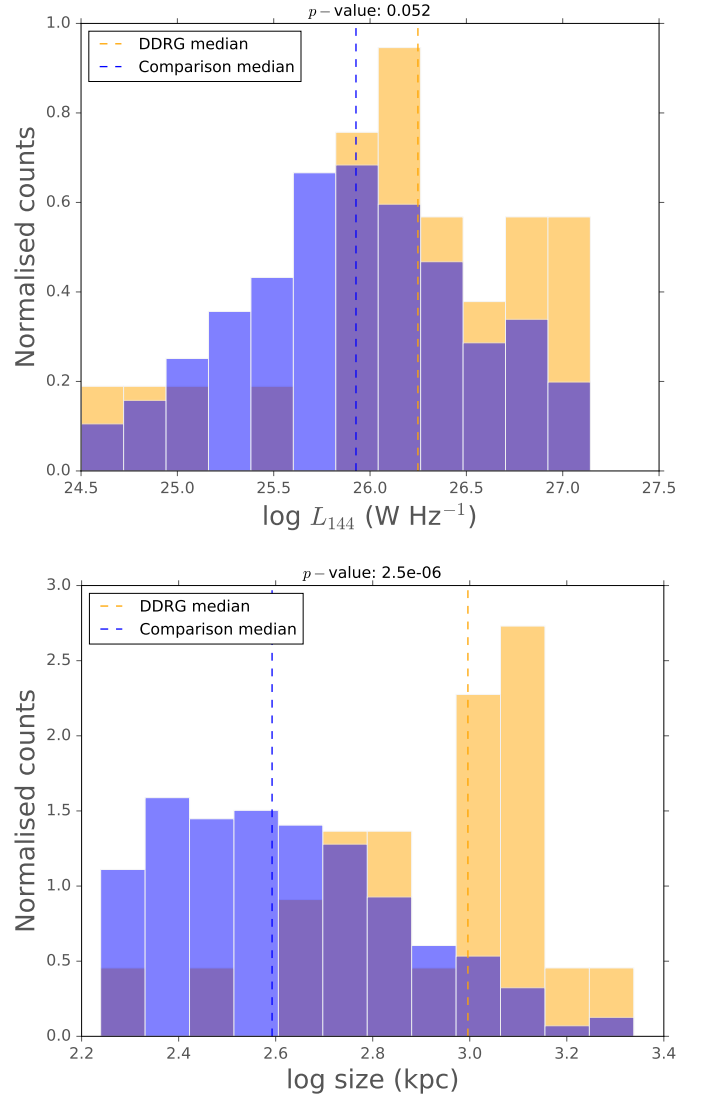 p − value: 0.052
DDRG median
Comparison median
Normalised counts
1.0
0.8
0.6
0.4
0.2
0.0
24.5 25.0 25.5 26.0 26.5 27.0 27.5
log L₁₄₄ (W Hz⁻¹)
p − value: 2.5e-06
DDRG median
Comparison median
Normalised counts
3.0
2.5
2.0
1.5
1.0
0.5
0.0
2.2 2.4 2.6 2.8 3.0 3.2 3.4
log size (kpc)